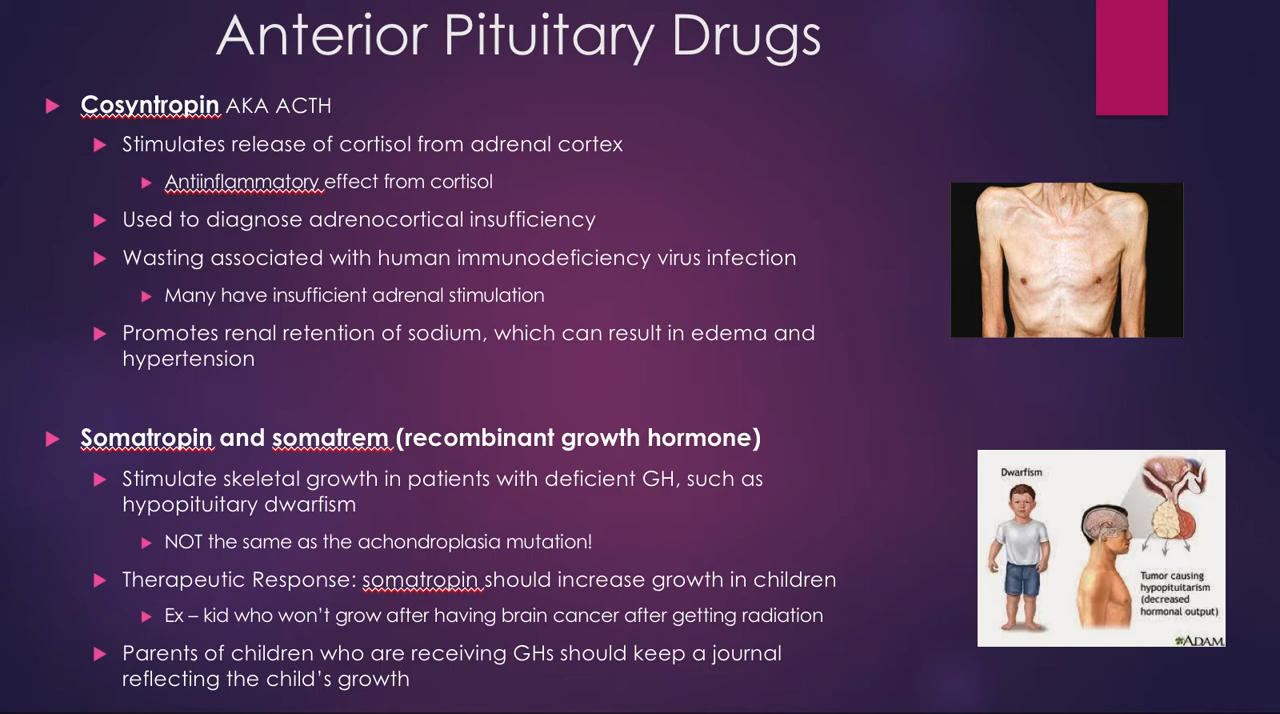 Anterior Pituitary Drugs
Cosyntropin AKA ACTH
Stimulates release of cortisol from adrenal cortex
Antiinflammatory effect from cortisol
Used to diagnose adrenocortical insufficiency
Wasting associated with human immunodeficiency virus infection
Many have insufficient adrenal stimulation
Promotes renal retention of sodium, which can result in edema and
hypertension
Somatropin and somatrem (recombinant growth hormone)
Stimulate skeletal growth in patients with deficient GH, such as
hypopituitary dwarfism
NOT the same as the achondroplasia mutation!
Therapeutic Response: somatropin should increase growth in children
Ex – kid who won’t grow after having brain cancer after getting radiation
Parents of children who are receiving GHs should keep a journal
reflecting the child’s growth
Dwarfism
Tumor causing
hypopituitarism
(decreased
hormonal output)
ADAM